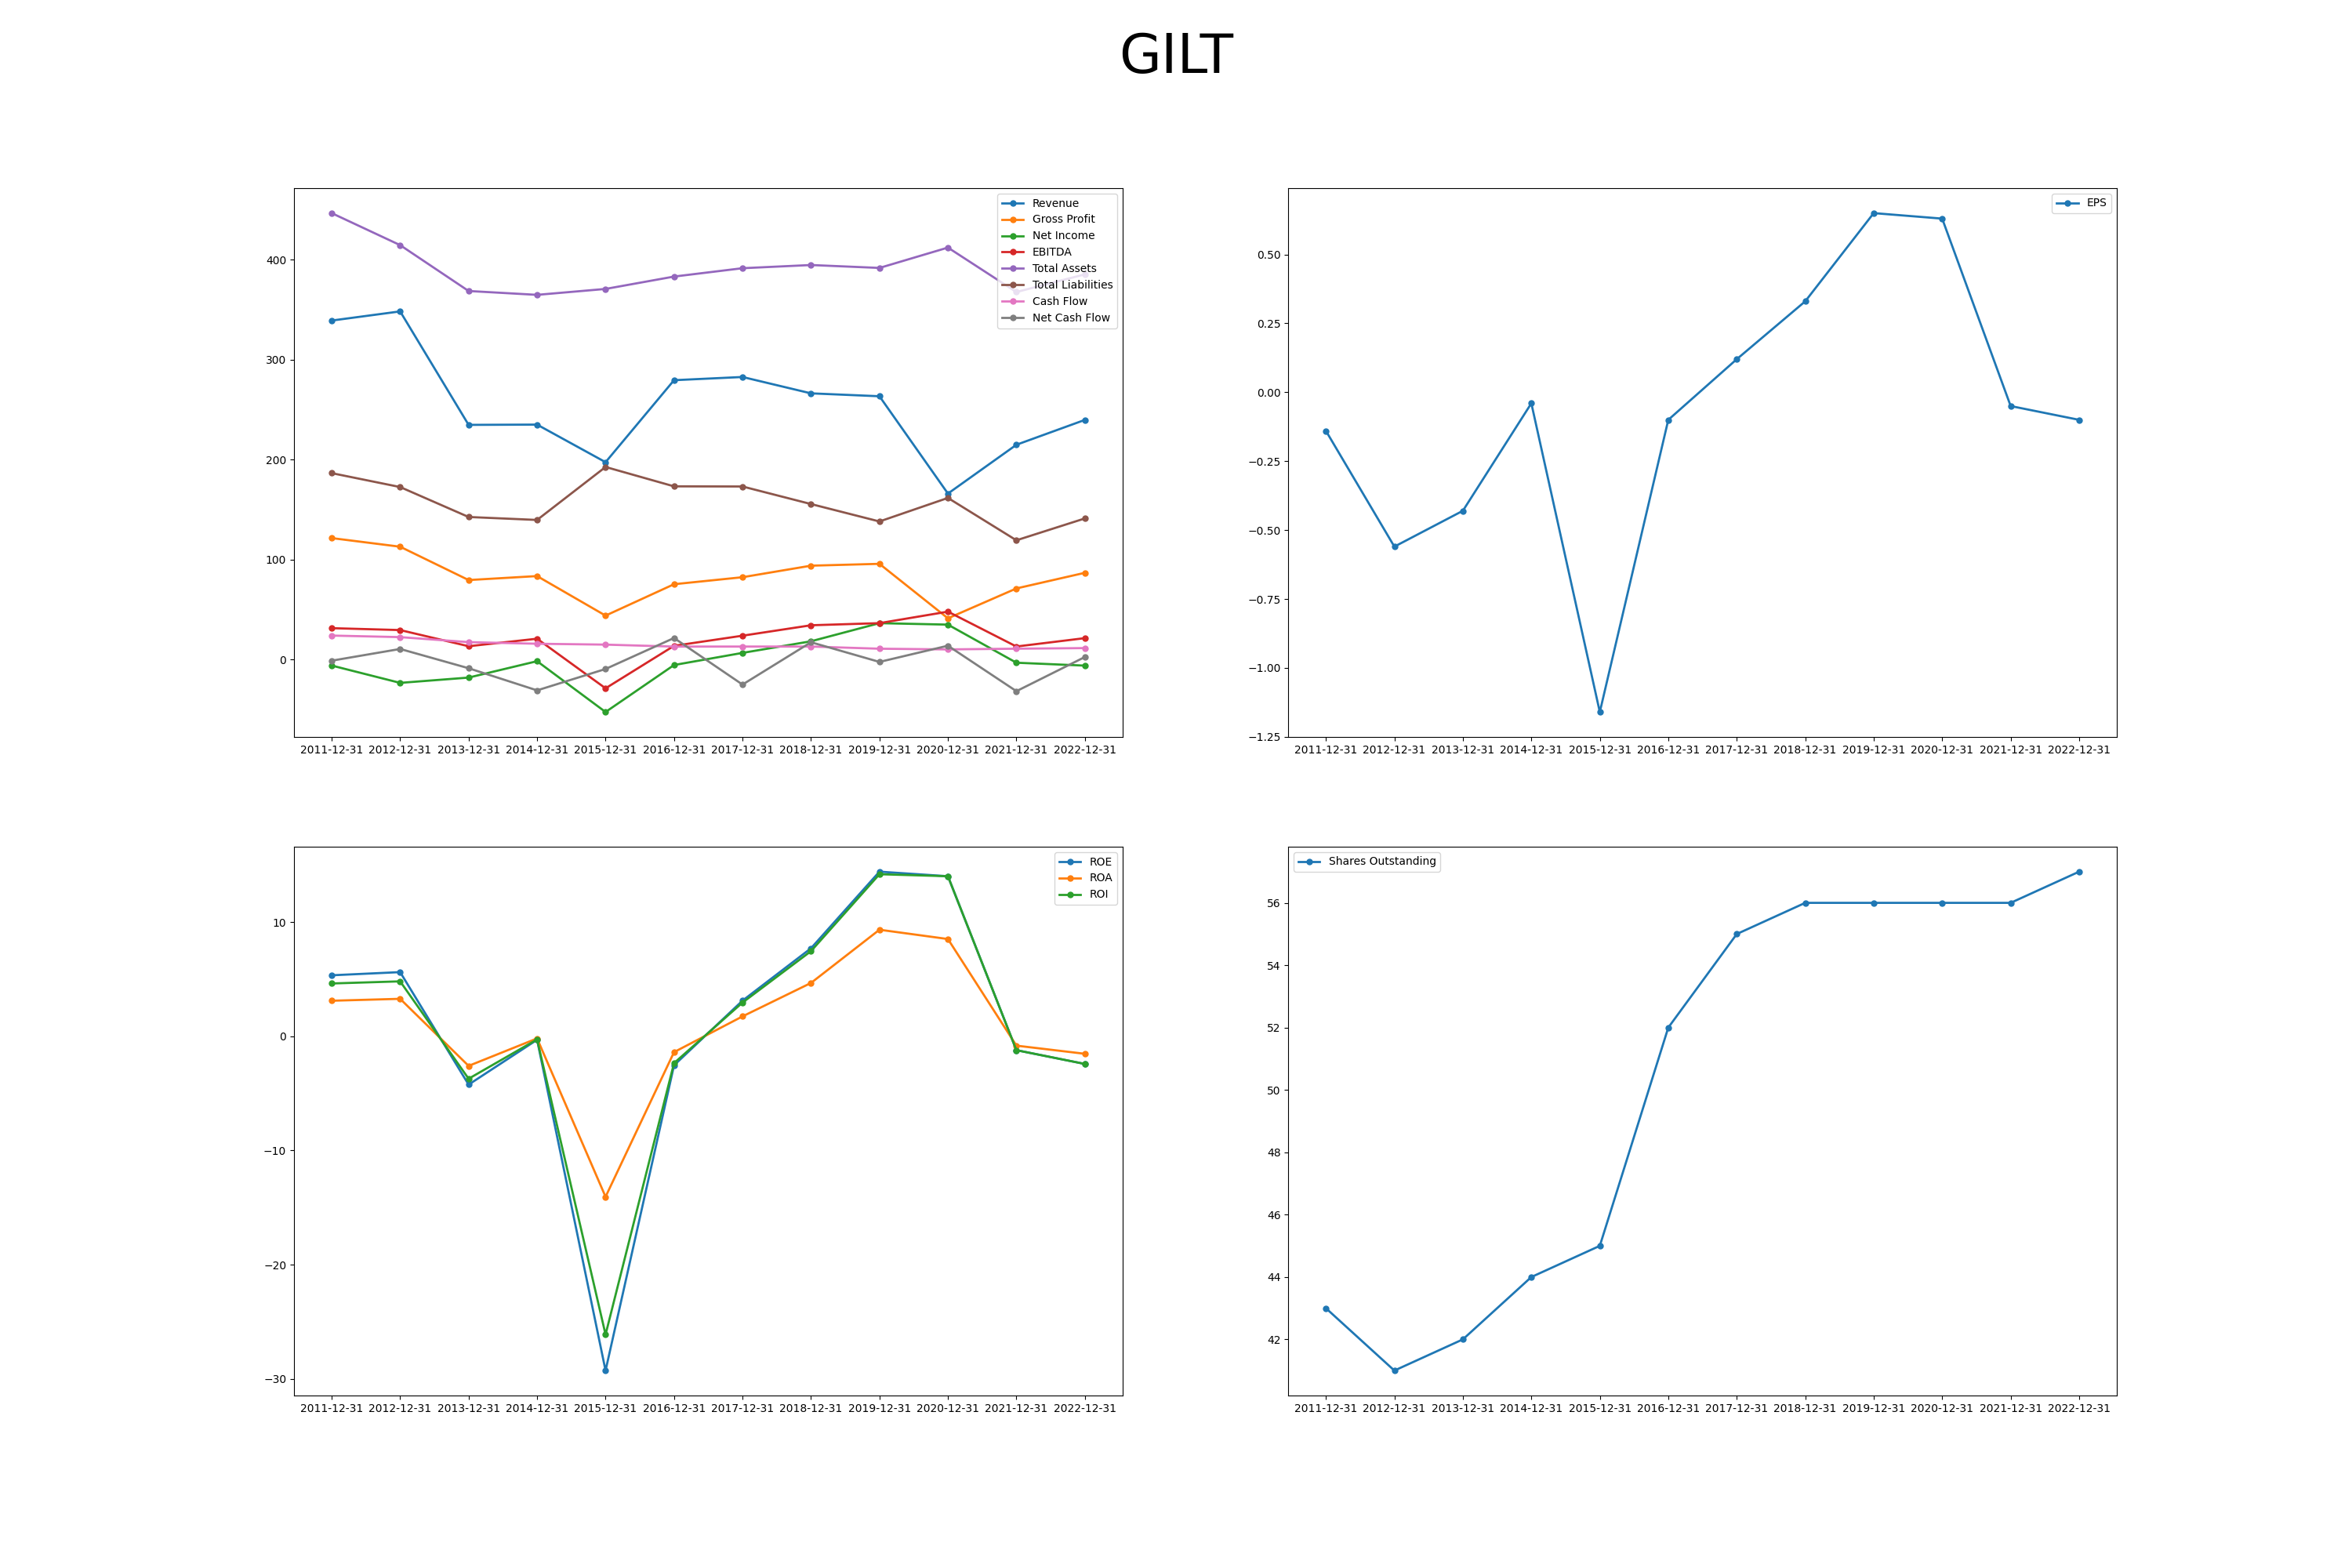 GILT
Revenue
Gross Profit
Net Income
EBITDA
Total Assets
Total Liabilities
Cash Flow
Net Cash Flow
400
300
200
100
0
2011-12-31 2012-12-31 2013-12-31 2014-12-31 2015-12-31 2016-12-31 2017-12-31 2018-12-31 2019-12-31 2020-12-31 2021-12-31 2022-12-31
EPS
0.50
0.25
0.00
−0.25
−0.50
−0.75
−1.00
−1.25
2011-12-31 2012-12-31 2013-12-31 2014-12-31 2015-12-31 2016-12-31 2017-12-31 2018-12-31 2019-12-31 2020-12-31 2021-12-31 2022-12-31
ROE
ROA
ROI
10
0
−10
−20
−30
2011-12-31 2012-12-31 2013-12-31 2014-12-31 2015-12-31 2016-12-31 2017-12-31 2018-12-31 2019-12-31 2020-12-31 2021-12-31 2022-12-31
Shares Outstanding
56
54
52
50
48
46
44
42
2011-12-31 2012-12-31 2013-12-31 2014-12-31 2015-12-31 2016-12-31 2017-12-31 2018-12-31 2019-12-31 2020-12-31 2021-12-31 2022-12-31